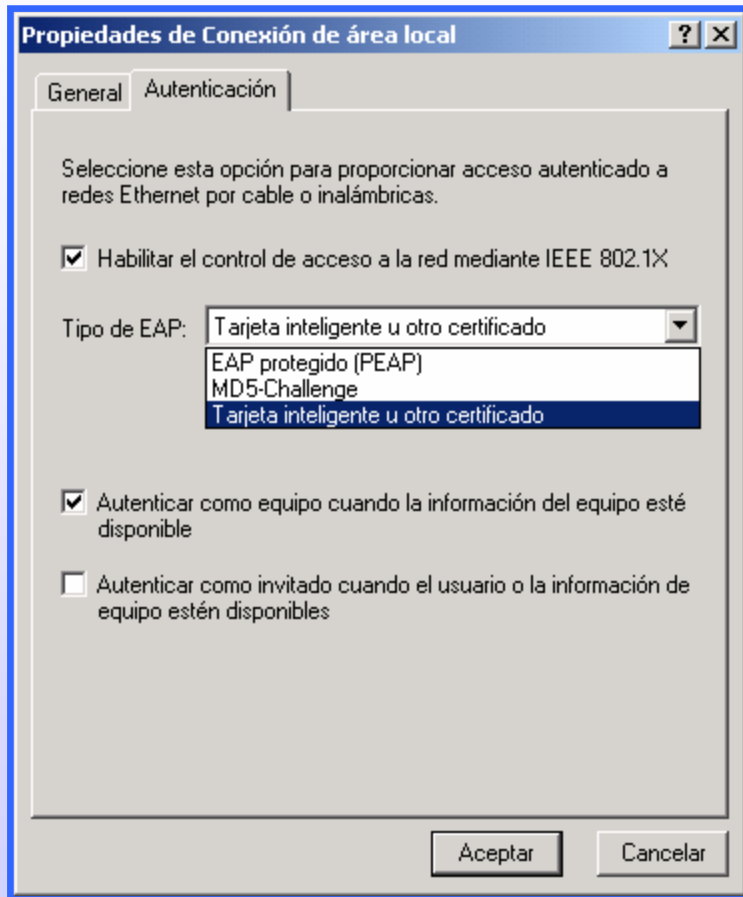 Propiedades de Conexión de área local
General
Autenticación
Seleccione esta opción para proporcionar acceso autenticado a
redes Ethernet por cable o inalámbricas.
Habilitar el control de acceso a la red mediante IEEE 802.1X
Tipo de EAP: Tarjeta inteligente u otro certificado
EAP protegido (PEAP)
MD5-Challenge
Tarjeta inteligente u otro certificado
Autenticar como equipo cuando la información del equipo esté
disponible
Autenticar como invitado cuando el usuario o la información de
equipo estén disponibles
Aceptar
Cancelar